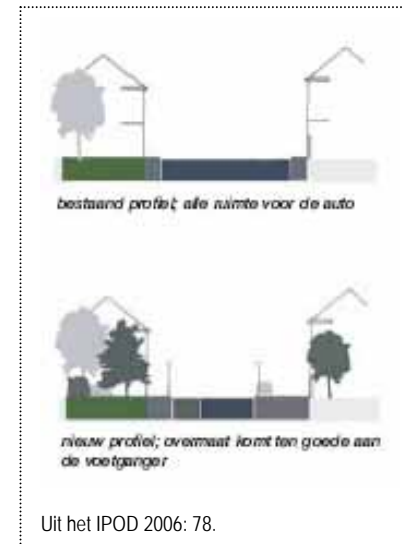 bestaand profiel; alle ruimte voor de auto
nieuw profiel; overmaat komt ten goede aan
de voetganger
Uit het IPOD 2006: 78.